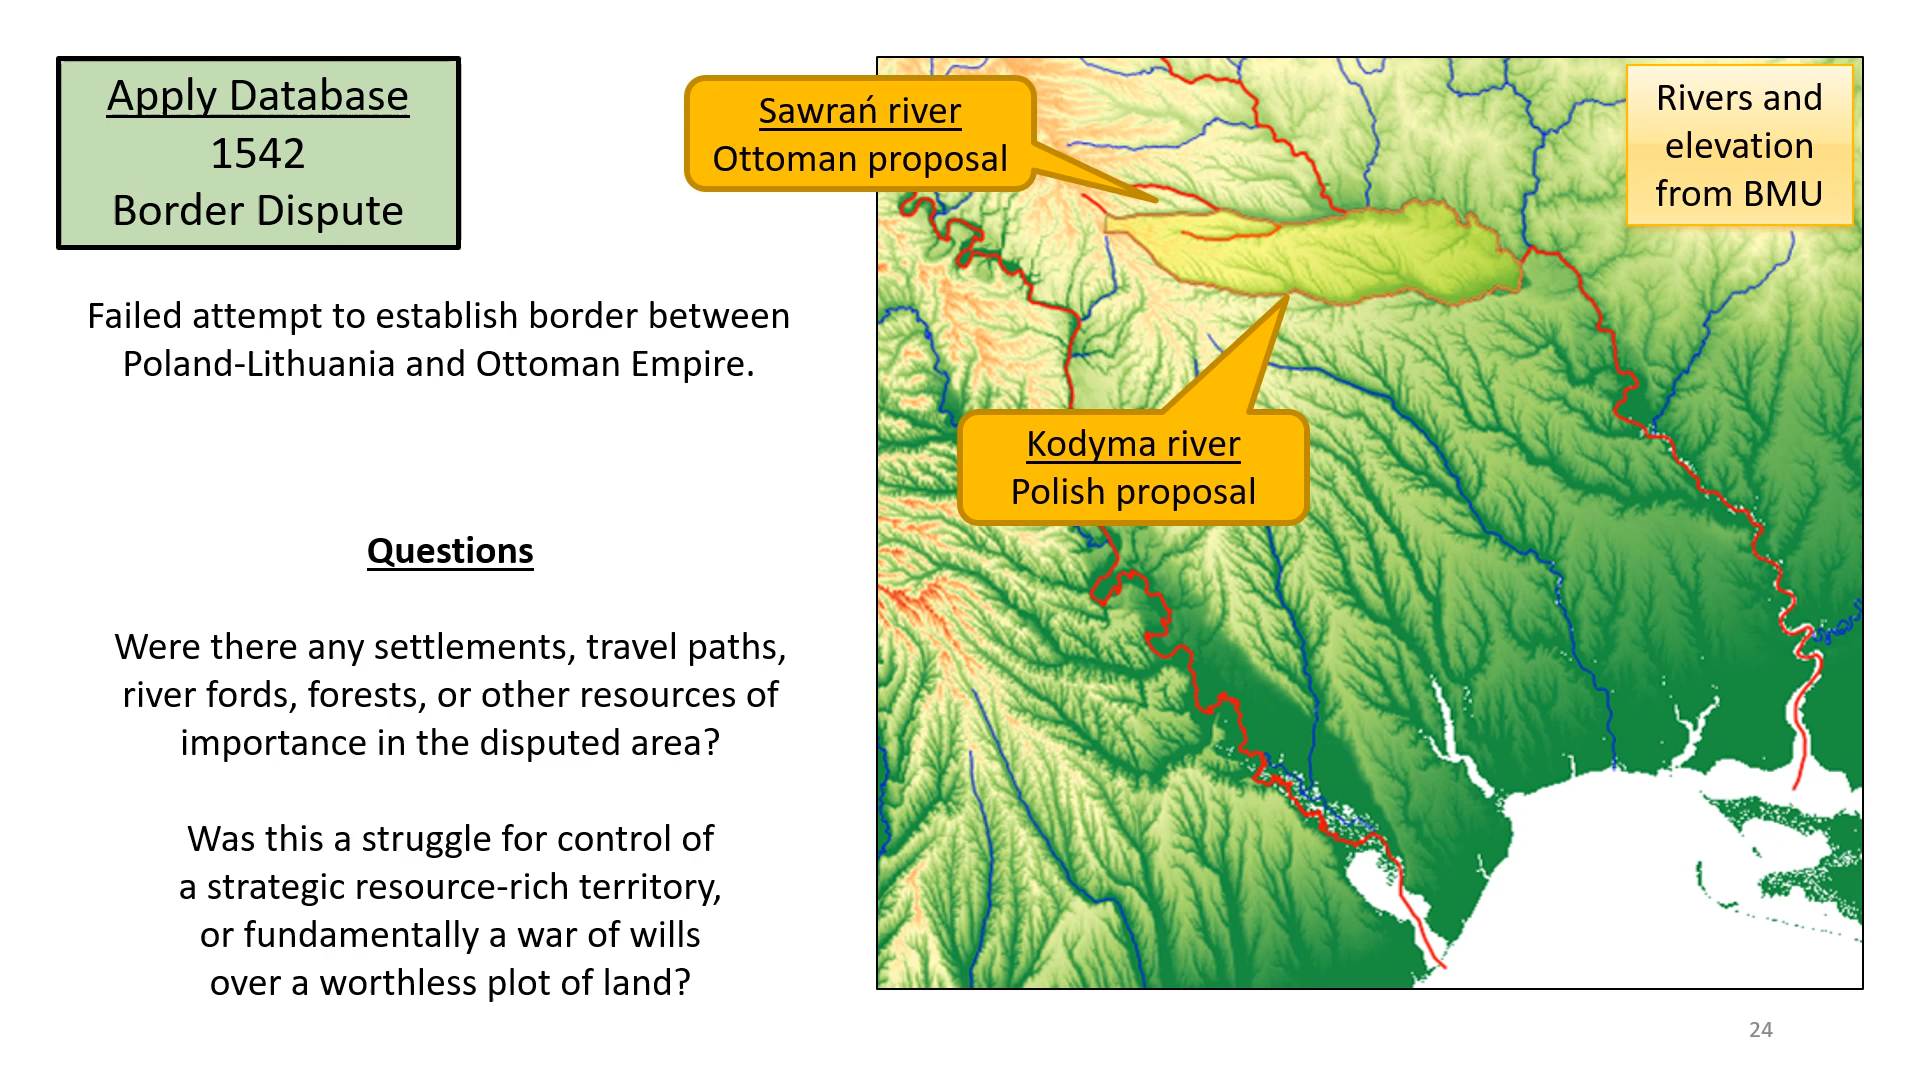 Apply Database
1542
Border Dispute
Sawrań river
Ottoman proposal
Rivers and
elevation
from BMU
Failed attempt to establish border between
Poland-Lithuania and Ottoman Empire.
Kodyma river
Polish proposal
Questions
Were there any settlements, travel paths,
river fords, forests, or other resources of
importance in the disputed area?
Was this a struggle for control of
a strategic resource-rich territory,
or fundamentally a war of wills
over a worthless plot of land?
24